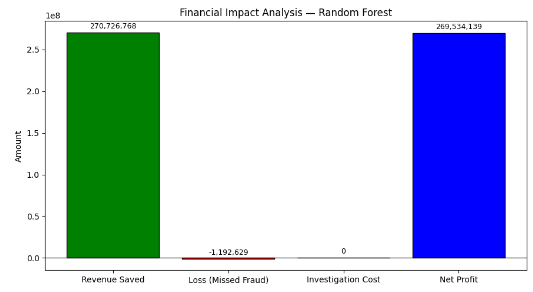 Financial Impact Analysis — Random Forest
1e8
270,726,768
-1,192,629
0
269,534,139
2.5
2.0
1.5
1.0
0.5
0.0
Amount
Revenue Saved
Loss (Missed Fraud)
Investigation Cost
Net Profit